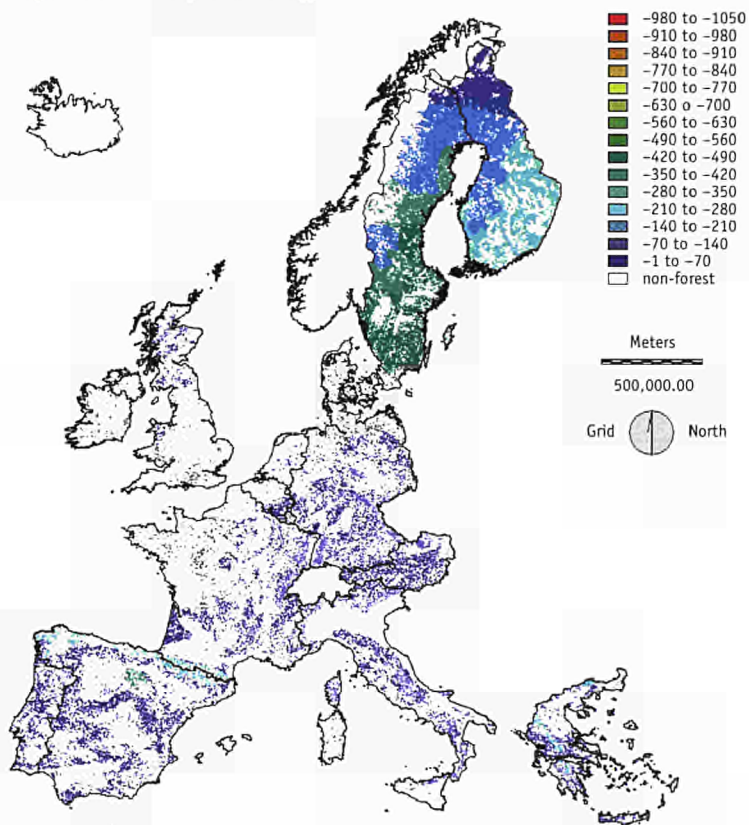 -980 to -1050
-910 to -980
-840 to -910
-770 to -840
-700 to -770
-630 o -700
-560 to -630
-490 to -560
-420 to -490
-350 to -420
-280 to -350
-210 to -280
-140 to -210
-70 to -140
-1 to -70
non-forest
Meters
500,000.00
Grid North